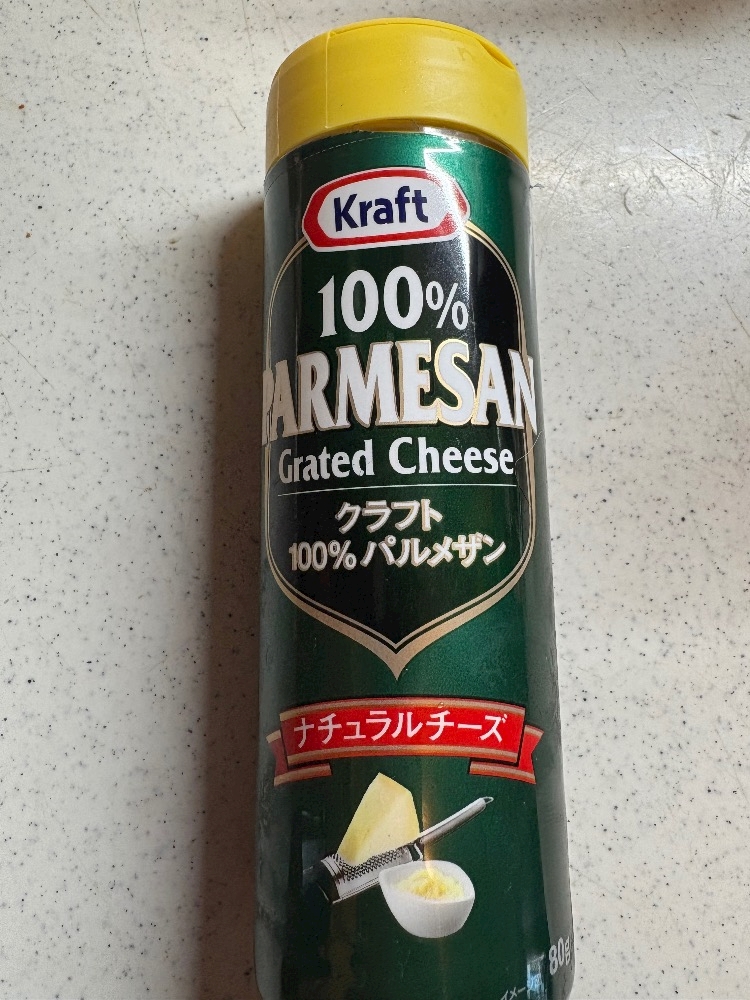 Kraft
100%
PARMESAN
Grated Cheese
クラフト
100% パルメザン
ナチュラルチーズ
80g